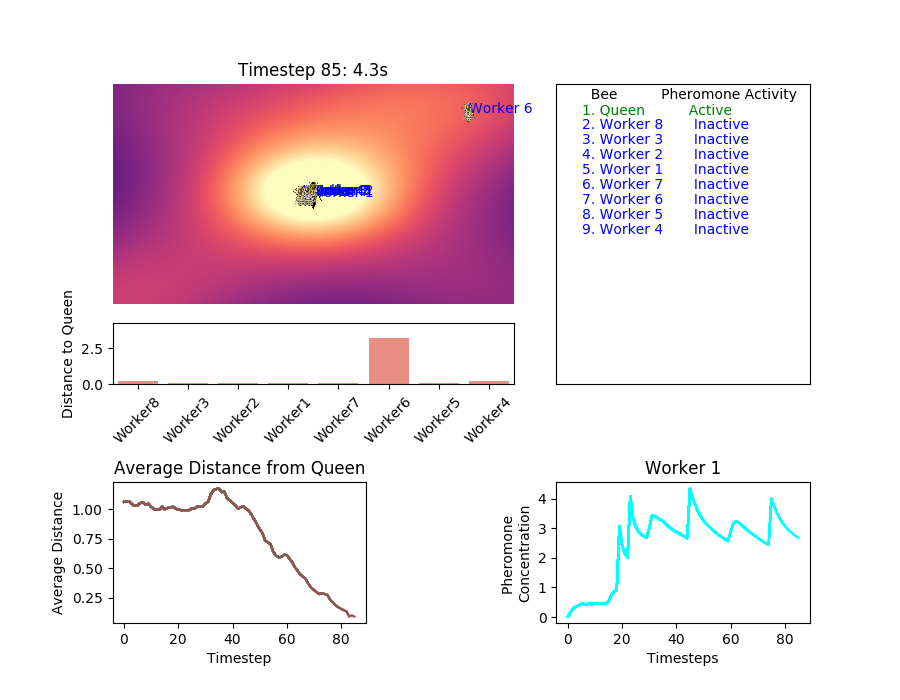 Timestep 85: 4.3s
Worker 6
Bee Pheromone Activity
1. Queen Active
2. Worker 8 Inactive
3. Worker 3 Inactive
4. Worker 2 Inactive
5. Worker 1 Inactive
6. Worker 7 Inactive
7. Worker 6 Inactive
8. Worker 5 Inactive
9. Worker 4 Inactive
Distance to Queen
2.5
0.0
Worker8
Worker3
Worker2
Worker1
Worker7
Worker6
Worker5
Worker4
Average Distance from Queen
Average Distance
1.00
0.75
0.50
0.25
0 20 40 60 80
Timestep
Worker 1
Pheromone
Concentration
4
3
2
1
0
0 20 40 60 80
Timesteps